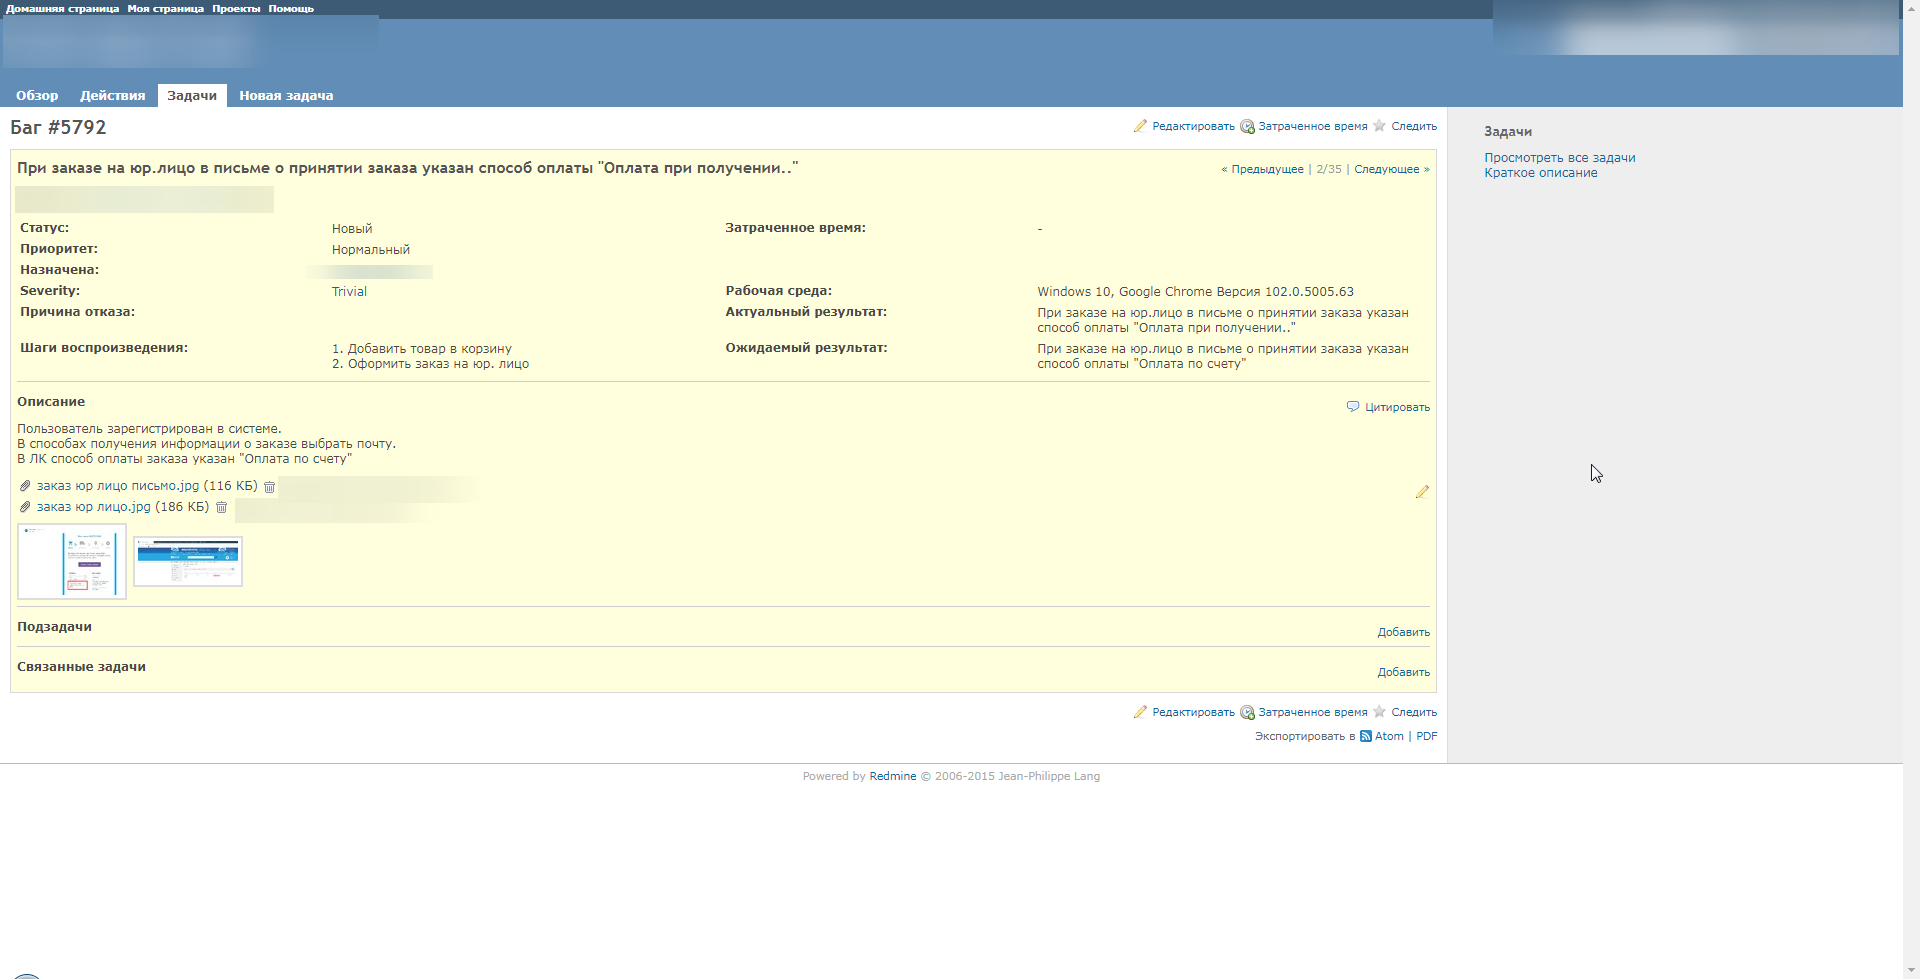 Домашняя страница Моя страница Проекты Помощь
Обзор Действия Задачи Новая задача
Баг #5792
Редактировать Затраченное время Следить
При заказе на юр.лицо в письме о принятии заказа указан способ оплаты "Оплата при получении.."
« Предыдущее | 2/35 | Следующее »
Статус: Новый Затраченное время: -
Приоритет: Нормальный
Назначена:
Severity: Trivial Рабочая среда: Windows 10, Google Chrome Версия 102.0.5005.63
Причина отказа: Актуальный результат: При заказе на юр.лицо в письме о принятии заказа указан
способ оплаты "Оплата при получении.."
Шаги воспроизведения: 1. Добавить товар в корзину
2. Оформить заказ на юр. лицо
Ожидаемый результат: При заказе на юр.лицо в письме о принятии заказа указан
способ оплаты "Оплата по счету"
Описание
Цитировать
Пользователь зарегистрирован в системе.
В способах получения информации о заказе выбрать почту.
В ЛК способ оплаты заказа указан "Оплата по счету"
заказ юр лицо письмо.jpg (116 КБ)
заказ юр лицо.jpg (186 КБ)
Подзадачи
Добавить
Связанные задачи
Добавить
Редактировать Затраченное время Следить
Экспортировать в Atom | PDF
Задачи
Просмотреть все задачи
Краткое описание
Powered by Redmine © 2006-2015 Jean-Philippe Lang